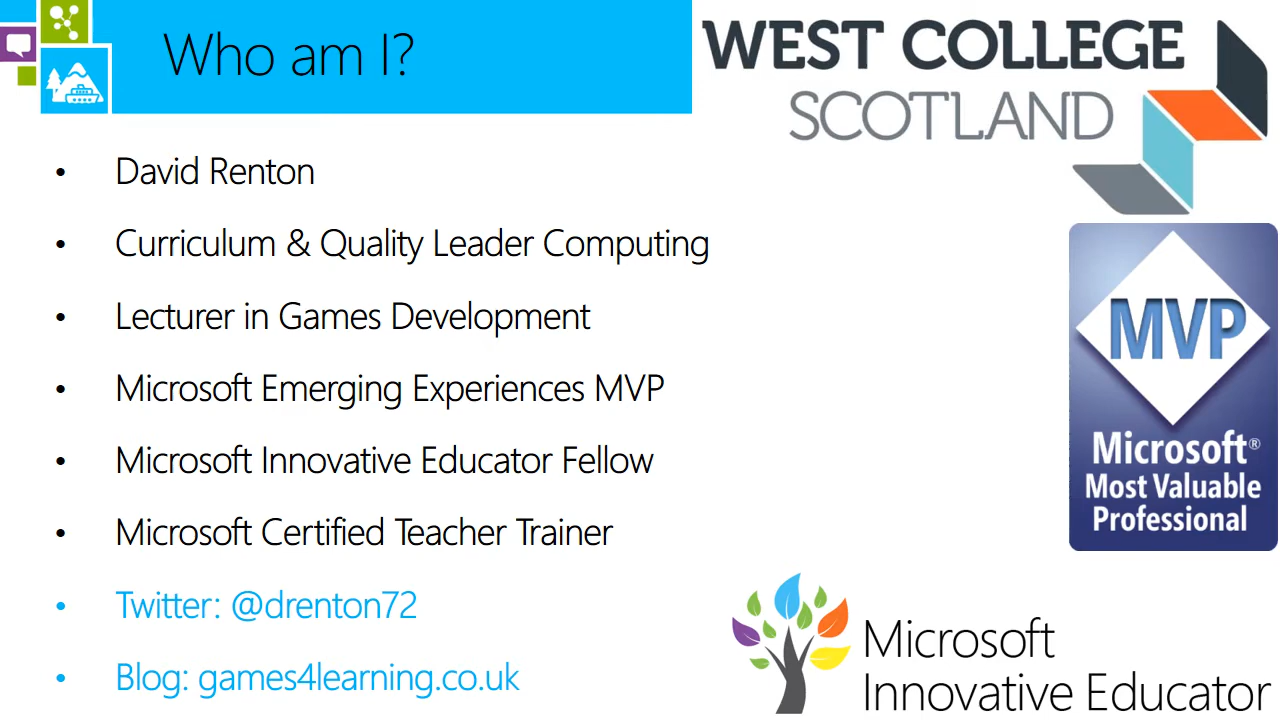 Who am I?
WEST COLLEGE
SCOTLAND
• David Renton
• Curriculum & Quality Leader Computing
• Lecturer in Games Development
• Microsoft Emerging Experiences MVP
• Microsoft Innovative Educator Fellow
• Microsoft Certified Teacher Trainer
• Twitter: @drenton72
• Blog: games4learning.co.uk
MVP
Microsoft®
Most Valuable
Professional
Microsoft
Innovative Educator